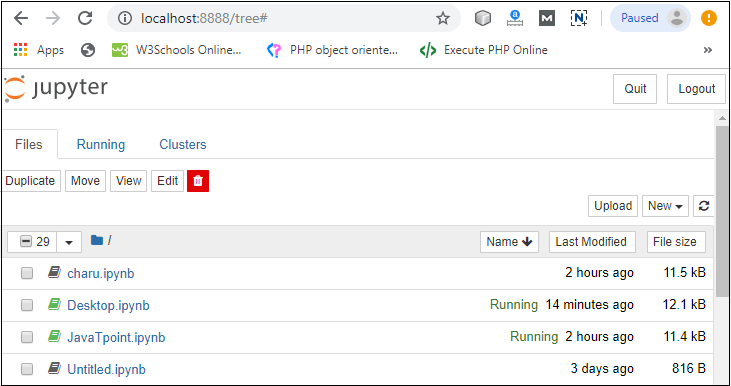 localhost:8888/tree#
Paused
Apps W3Schools Online... PHP object oriente... Execute PHP Online »
jupyter
Quit Logout
Files Running Clusters
Duplicate Move View Edit
Upload New
29 / Name Last Modified File size
charu.ipynb 2 hours ago 11.5 kB
Desktop.ipynb Running 14 minutes ago 12.1 kB
JavaTpoint.ipynb Running 2 hours ago 11.4 kB
Untitled.ipynb 3 days ago 816 B